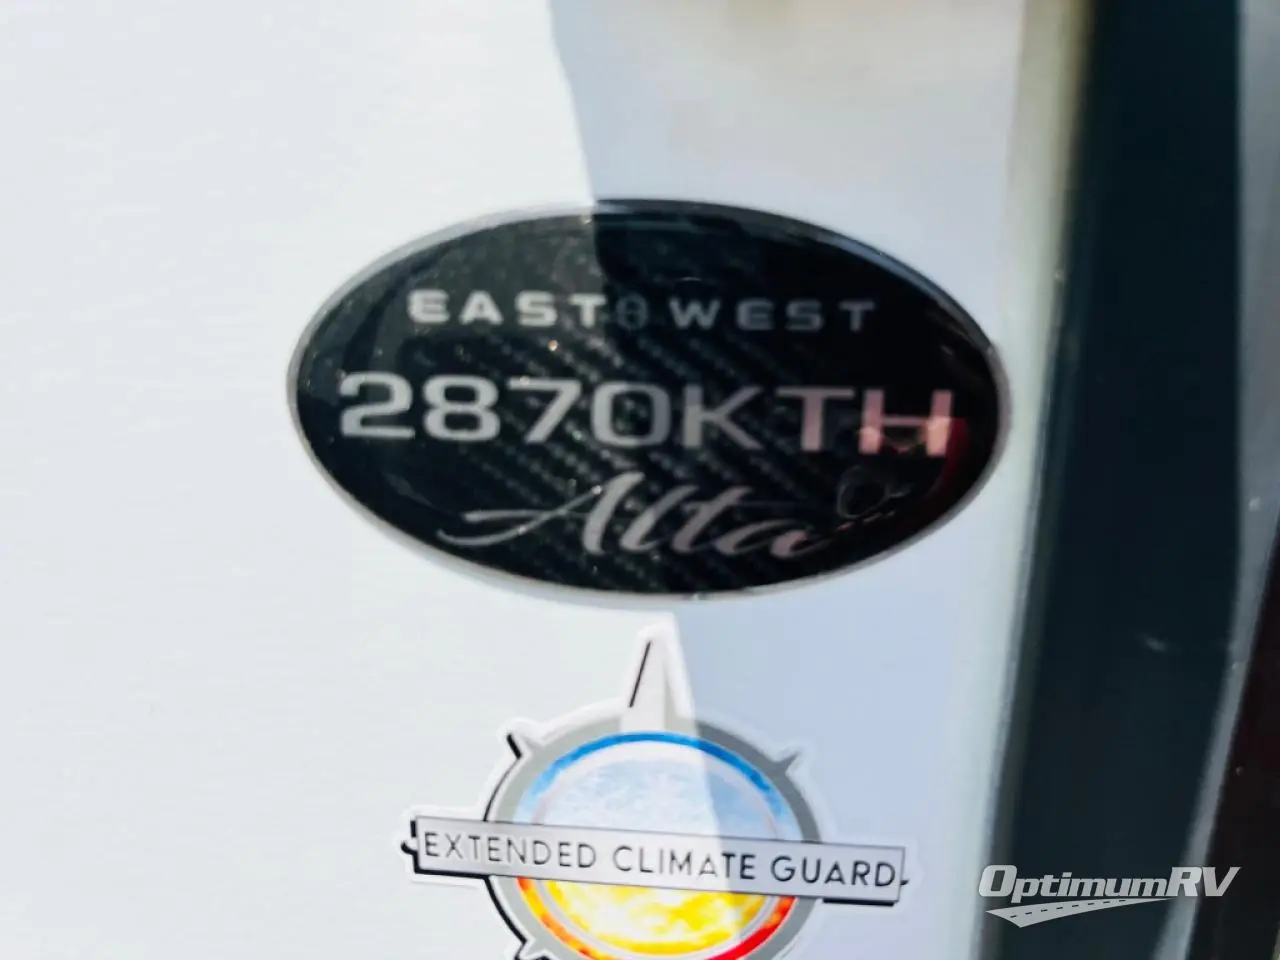 EAST WEST
2870KTH
Alta
EXTENDED CLIMATE GUARD
OptimumRV